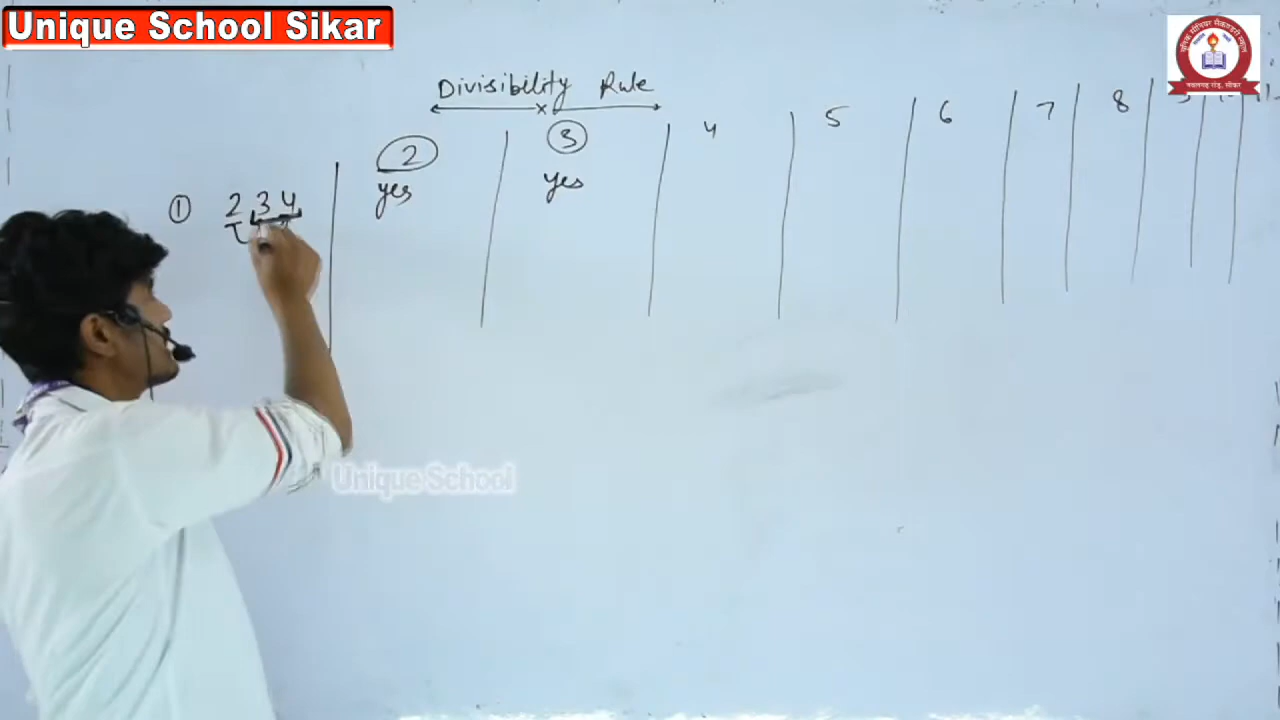 Unique School Sikar
Divisibility Rule
2 3 4 5 6 7 8
yes yes
① 234
Unique School